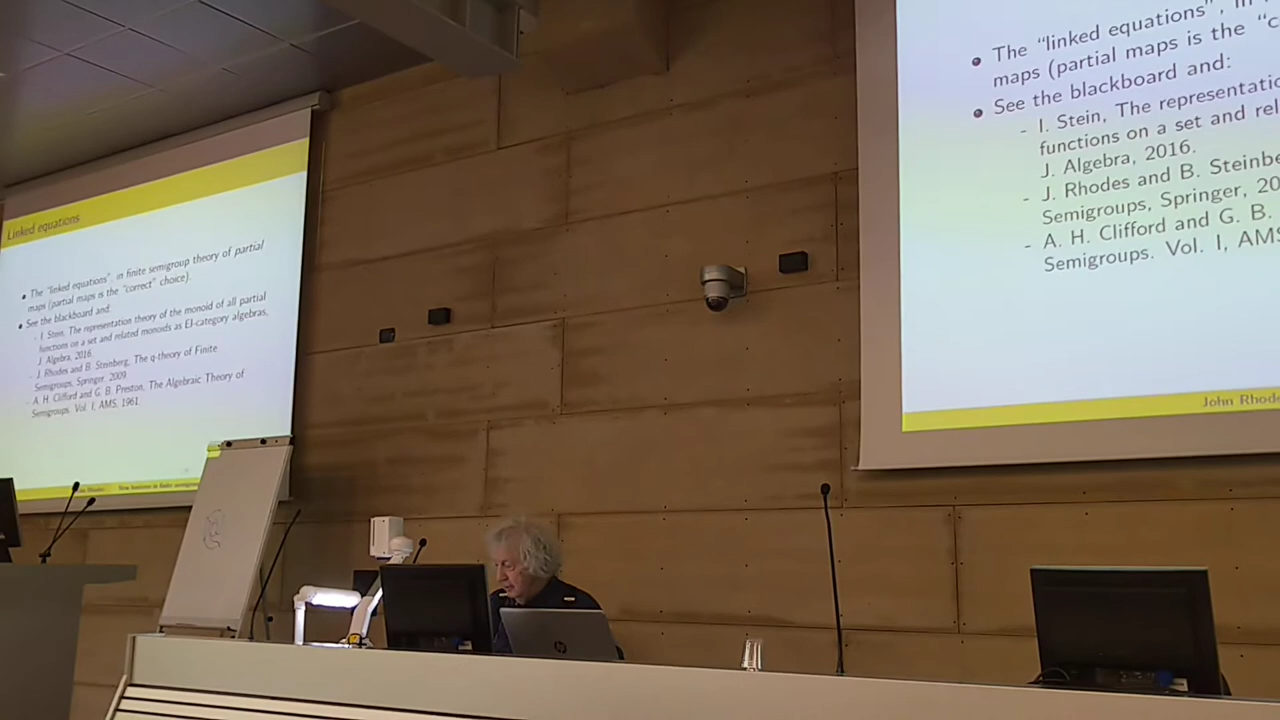 Linked equations
The "linked equations", in finite semigroup theory of partial
maps (partial maps is the "correct" choice).
See the blackboard and:
- I. Stein, The representation theory of the monoid of all partial
functions on a set and related monoids as EI-category algebras,
J. Algebra, 2016.
- J. Rhodes and B. Steinberg, The q-theory of Finite
Semigroups, Springer, 2009.
- A. H. Clifford and G. B. Preston, The Algebraic Theory of
Semigroups. Vol. I, AMS, 1961.
The "linked equations", in
maps (partial maps is the "c
See the blackboard and:
- I. Stein, The representatio
functions on a set and rel
J. Algebra, 2016.
- J. Rhodes and B. Steinbe
Semigroups, Springer, 20
- A. H. Clifford and G. B.
Semigroups. Vol. I, AMS
John Rhode
hp